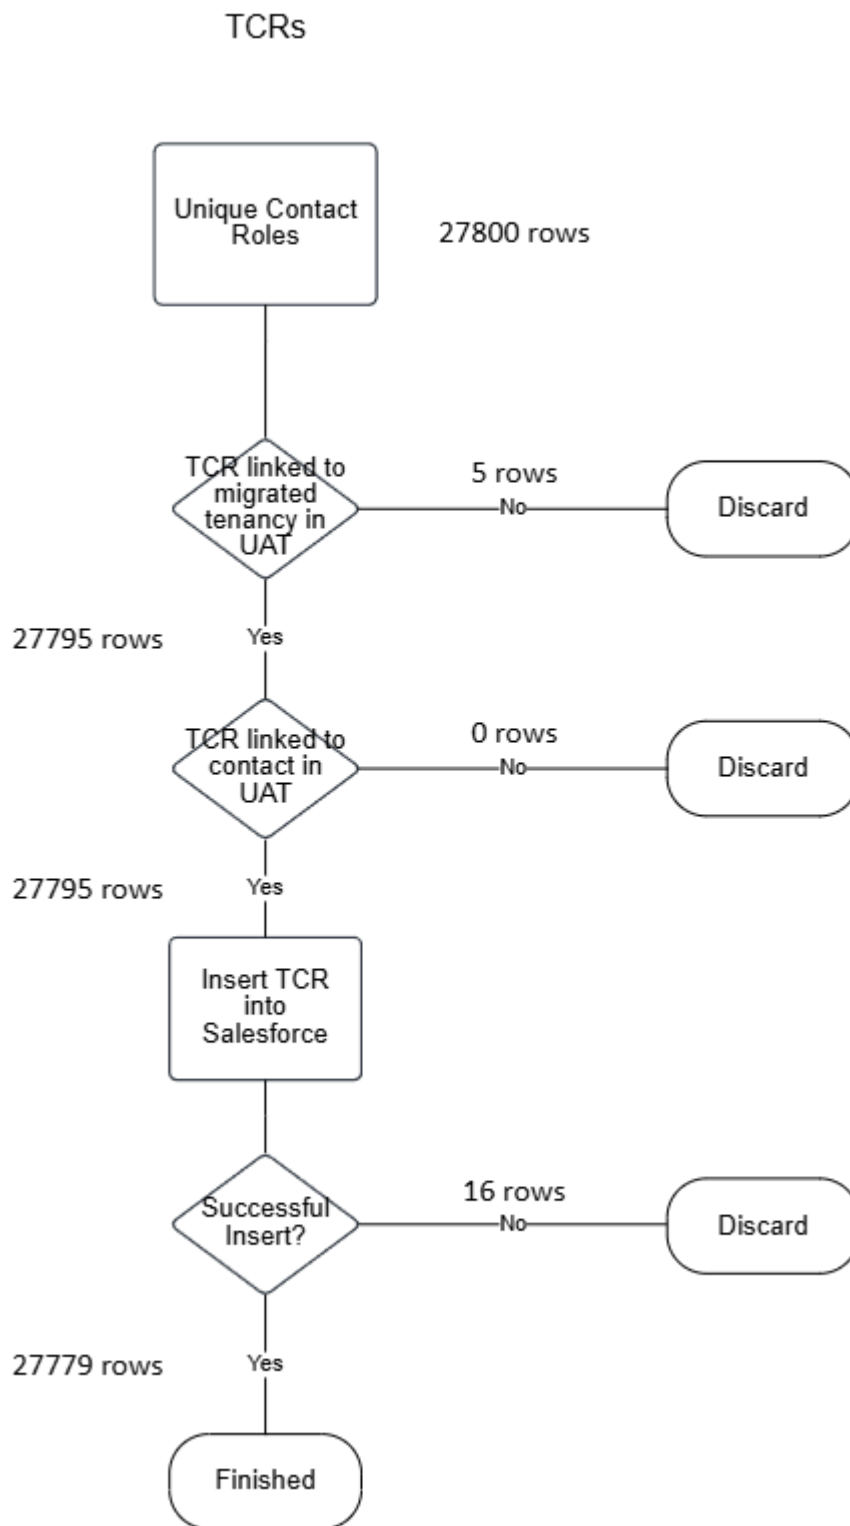 TCRs
Unique Contact
Roles
27800 rows
TCR linked to
migrated
tenancy in
UAT
5 rows
No
Discard
27795 rows
Yes
TCR linked to
contact in
UAT
0 rows
No
Discard
27795 rows
Yes
Insert TCR
into
Salesforce
Successful
Insert?
16 rows
No
Discard
27779 rows
Yes
Finished